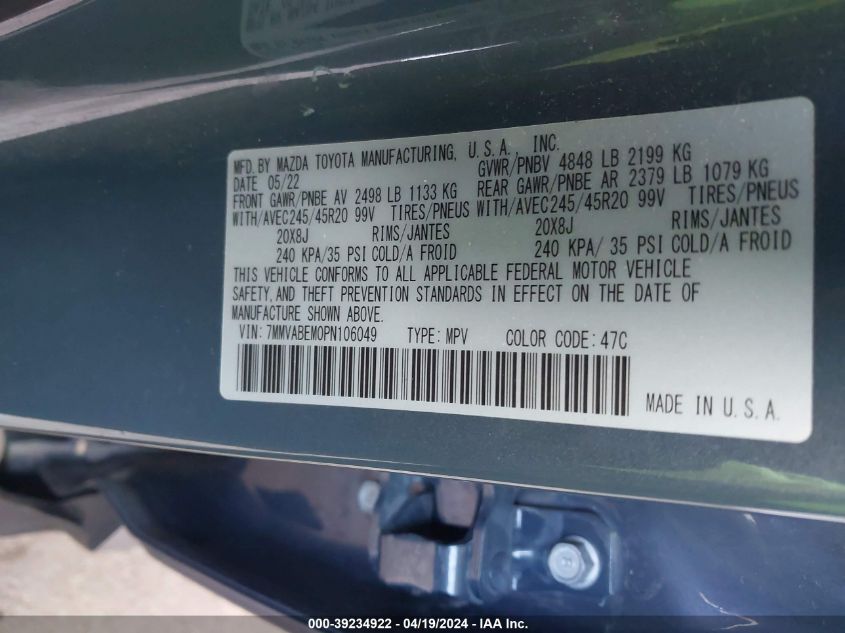 MFD. BY MAZDA TOYOTA MANUFACTURING, U.S.A. INC.
DATE 05/22 GVWR/PNBV 4848 LB 2199 KG
FRONT GAWR/PNBE AV 2498 LB 1133 KG REAR GAWR/PNBE AR 2379 LB 1079 KG
WITH/AVEC245/45R20 99V TIRES/PNEUS WITH/AVEC245/45R20 99V TIRES/PNEUS
20X8J RIMS/JANTES 20X8J RIMS/JANTES
240 KPA/35 PSI COLD/A FROID 240 KPA/ 35 PSI COLD/A FROID
THIS VEHICLE CONFORMS TO ALL APPLICABLE FEDERAL MOTOR VEHICLE
SAFETY, AND THEFT PREVENTION STANDARDS IN EFFECT ON THE DATE OF
MANUFACTURE SHOWN ABOVE.
VIN: 7MMVABEM0PN106049 TYPE: MPV COLOR CODE: 47C
MADE IN U.S.A.
000-39234922 - 04/19/2024 - IAA Inc.